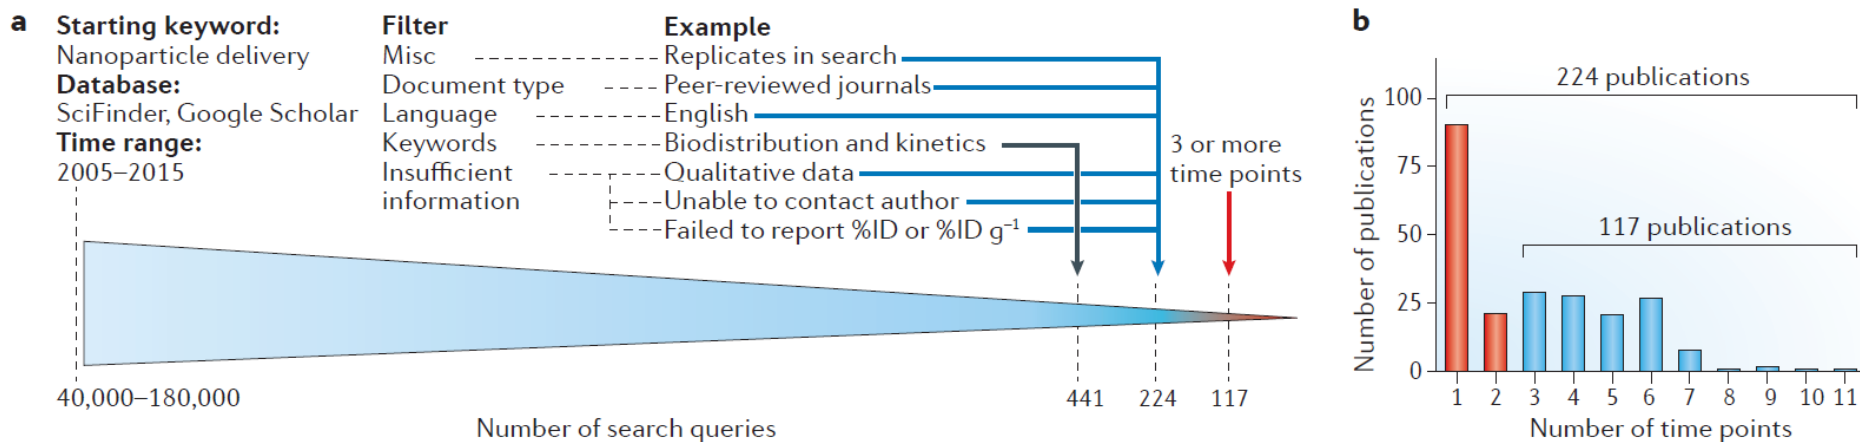 a
Starting keyword:
Nanoparticle delivery
Database:
SciFinder, Google Scholar
Time range:
2005–2015
Filter
Misc
Document type
Language
Keywords
Insufficient
information
Example
Replicates in search
Peer-reviewed journals
English
Biodistribution and kinetics
Qualitative data
Unable to contact author
Failed to report %ID or %ID g⁻¹
3 or more
time points
40,000–180,000
441
224
117
Number of search queries
b
224 publications
117 publications
Number of publications
100
75
50
25
0
1 2 3 4 5 6 7 8 9 10 11
Number of time points